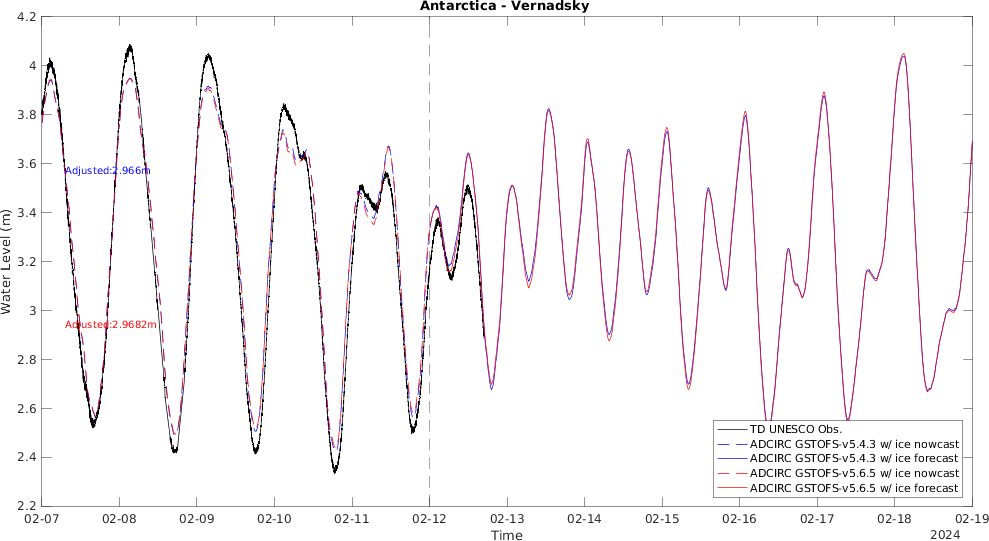 Antarctica - Vernadsky
4.2
4
3.8
3.6
3.4
3.2
3
2.8
2.6
2.4
2.2
Water Level (m)
Adjusted:2.966m
Adjusted:2.9682m
TD UNESCO Obs.
ADCIRC GSTOFS-v5.4.3 w/ ice nowcast
ADCIRC GSTOFS-v5.4.3 w/ ice forecast
ADCIRC GSTOFS-v5.6.5 w/ ice nowcast
ADCIRC GSTOFS-v5.6.5 w/ ice forecast
02-07 02-08 02-09 02-10 02-11 02-12 02-13 02-14 02-15 02-16 02-17 02-18 02-19
Time
2024